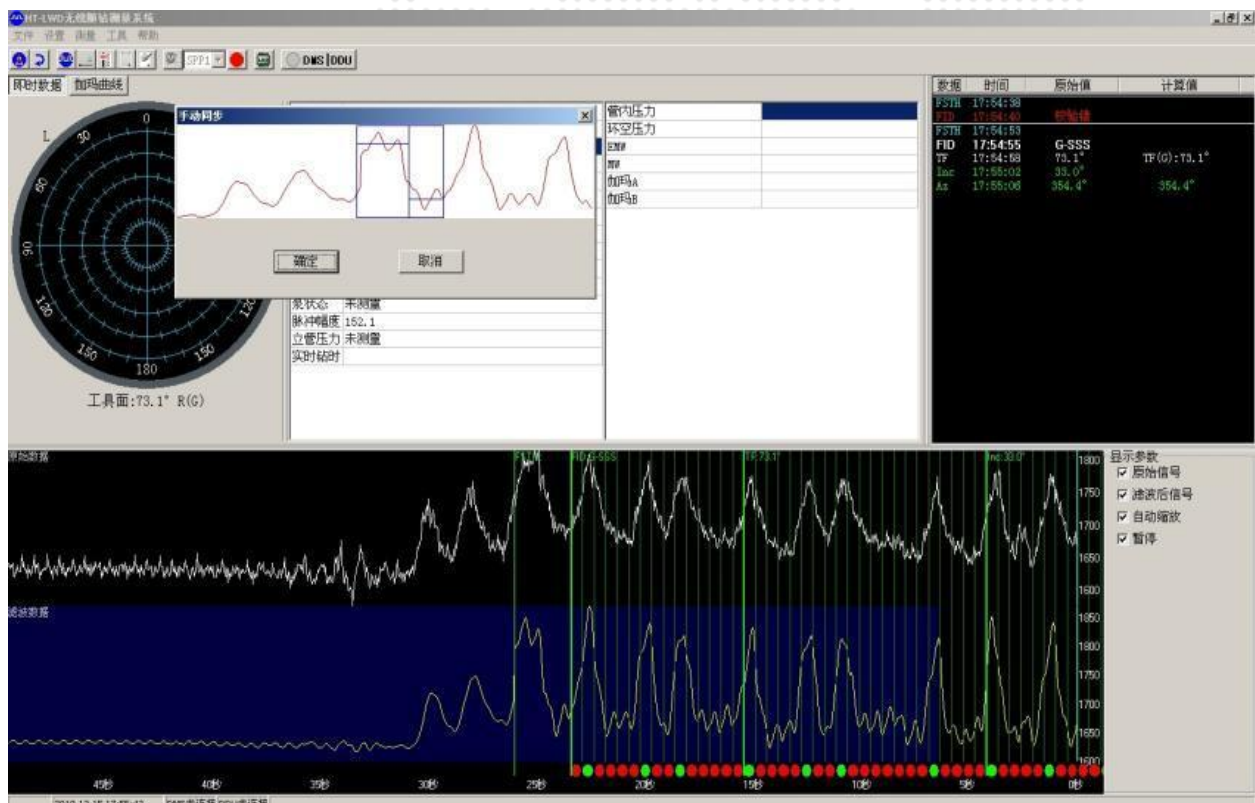 HT-LWD无线随钻测量系统
文件 设置 测量 工具 帮助
SPP1
DMS|DDU
即时数据 伽玛曲线
手动同步
确定 取消
L 0
30
60
90
120
150
180
150
120
工具面:73.1° R(G)
泵状态 未测量
脉冲幅度 152.1
立管压力 未测量
实时钻时
管内压力
环空压力
EMW
MW
伽玛A
伽玛B
数据 时间 原始值 计算值
FSTH 17:54:38
FID 17:54:40 校验错
FSTH 17:54:53
FID 17:54:55 G-SSS
TF 17:54:58 73.1° TF(G):73.1°
Inc 17:55:02 33.0°
Az 17:55:06 354.4° 354.4°
原始数据
FID:G-SSS
TF:73.1°
Inc:33.0°
1800
1750
1700
1650
1600
滤波数据
1850
1800
1750
1700
1650
1600
45秒 40秒 35秒 30秒 25秒 20秒 15秒 10秒 5秒 0秒
显示参数
原始信号
滤波后信号
自动缩放
暂停